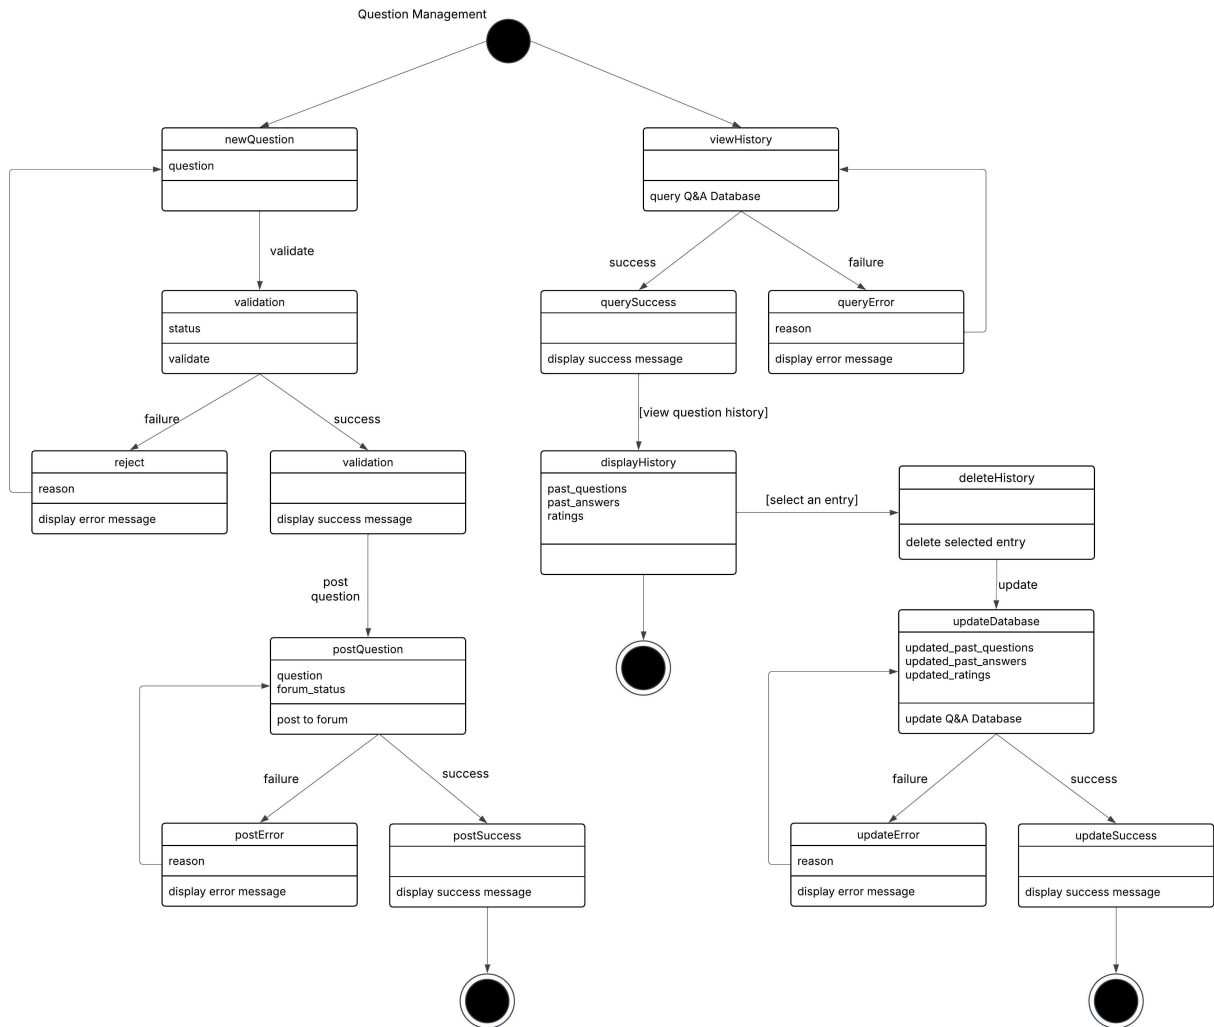 Question Management
newQuestion
question
validate
validation
status
validate
failure
success
reject
reason
display error message
validation
display success message
post
question
postQuestion
question
forum_status
post to forum
failure
success
postError
reason
display error message
postSuccess
display success message
viewHistory
query Q&A Database
success
failure
querySuccess
display success message
queryError
reason
display error message
[view question history]
displayHistory
past_questions
past_answers
ratings
[select an entry]
deleteHistory
delete selected entry
update
updateDatabase
updated_past_questions
updated_past_answers
updated_ratings
update Q&A Database
failure
success
updateError
reason
display error message
updateSuccess
display success message